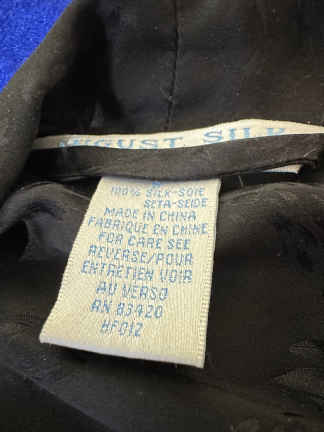 AUGUST SILK
100% SILK-SOIE
SETA-SEIDE
MADE IN CHINA
FABRIQUE EN CHINE
FOR CARE SEE
REVERSE/POUR
ENTRETIEN VOIR
AU VERSO
RN 83420
HF012